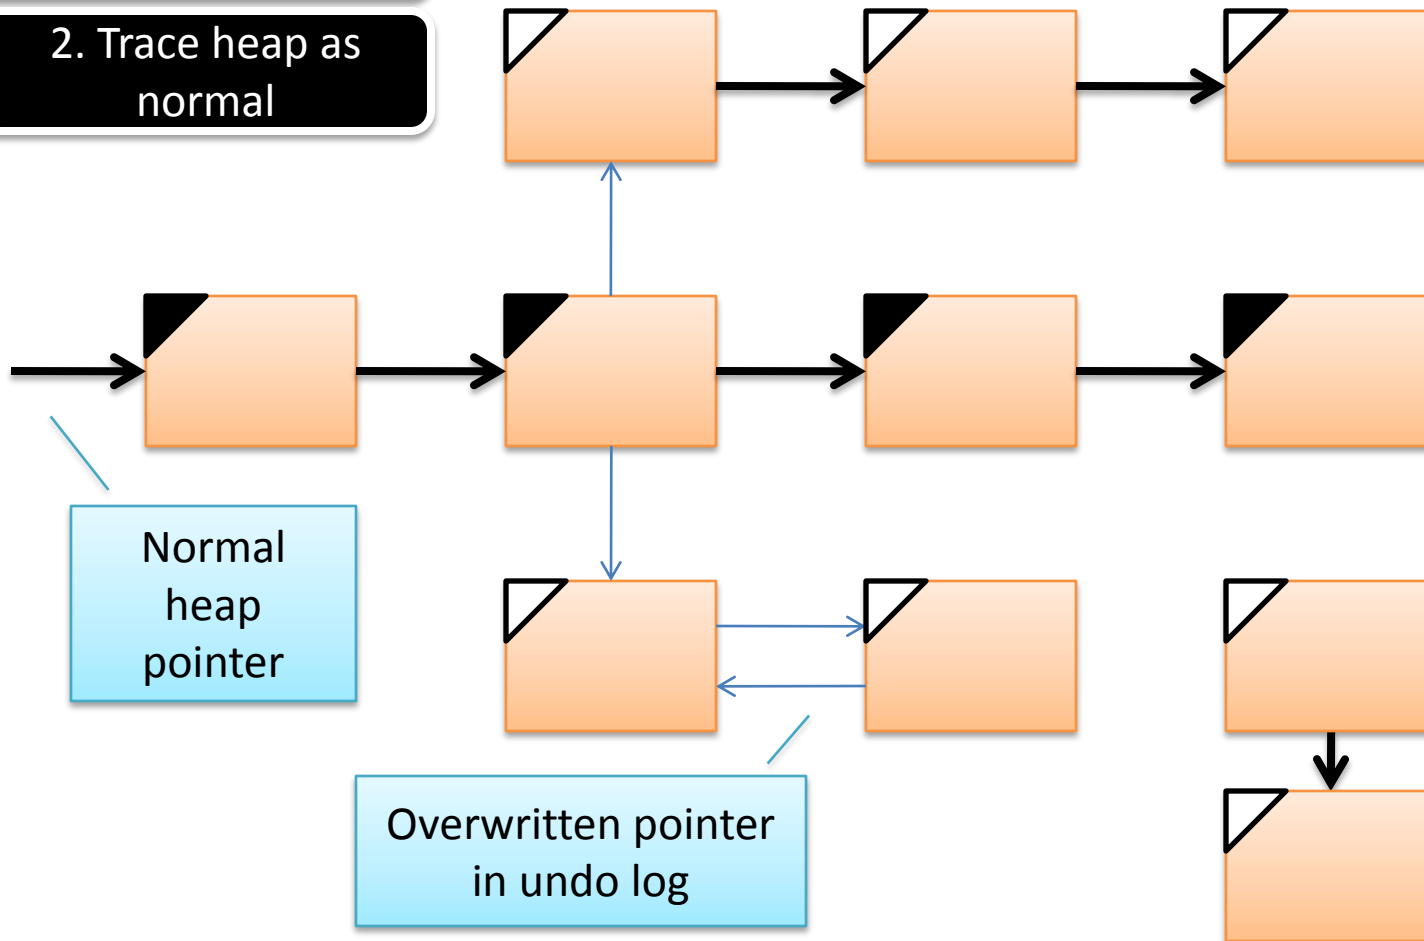 2. Trace heap as
normal
Normal
heap
pointer
Overwritten pointer
in undo log